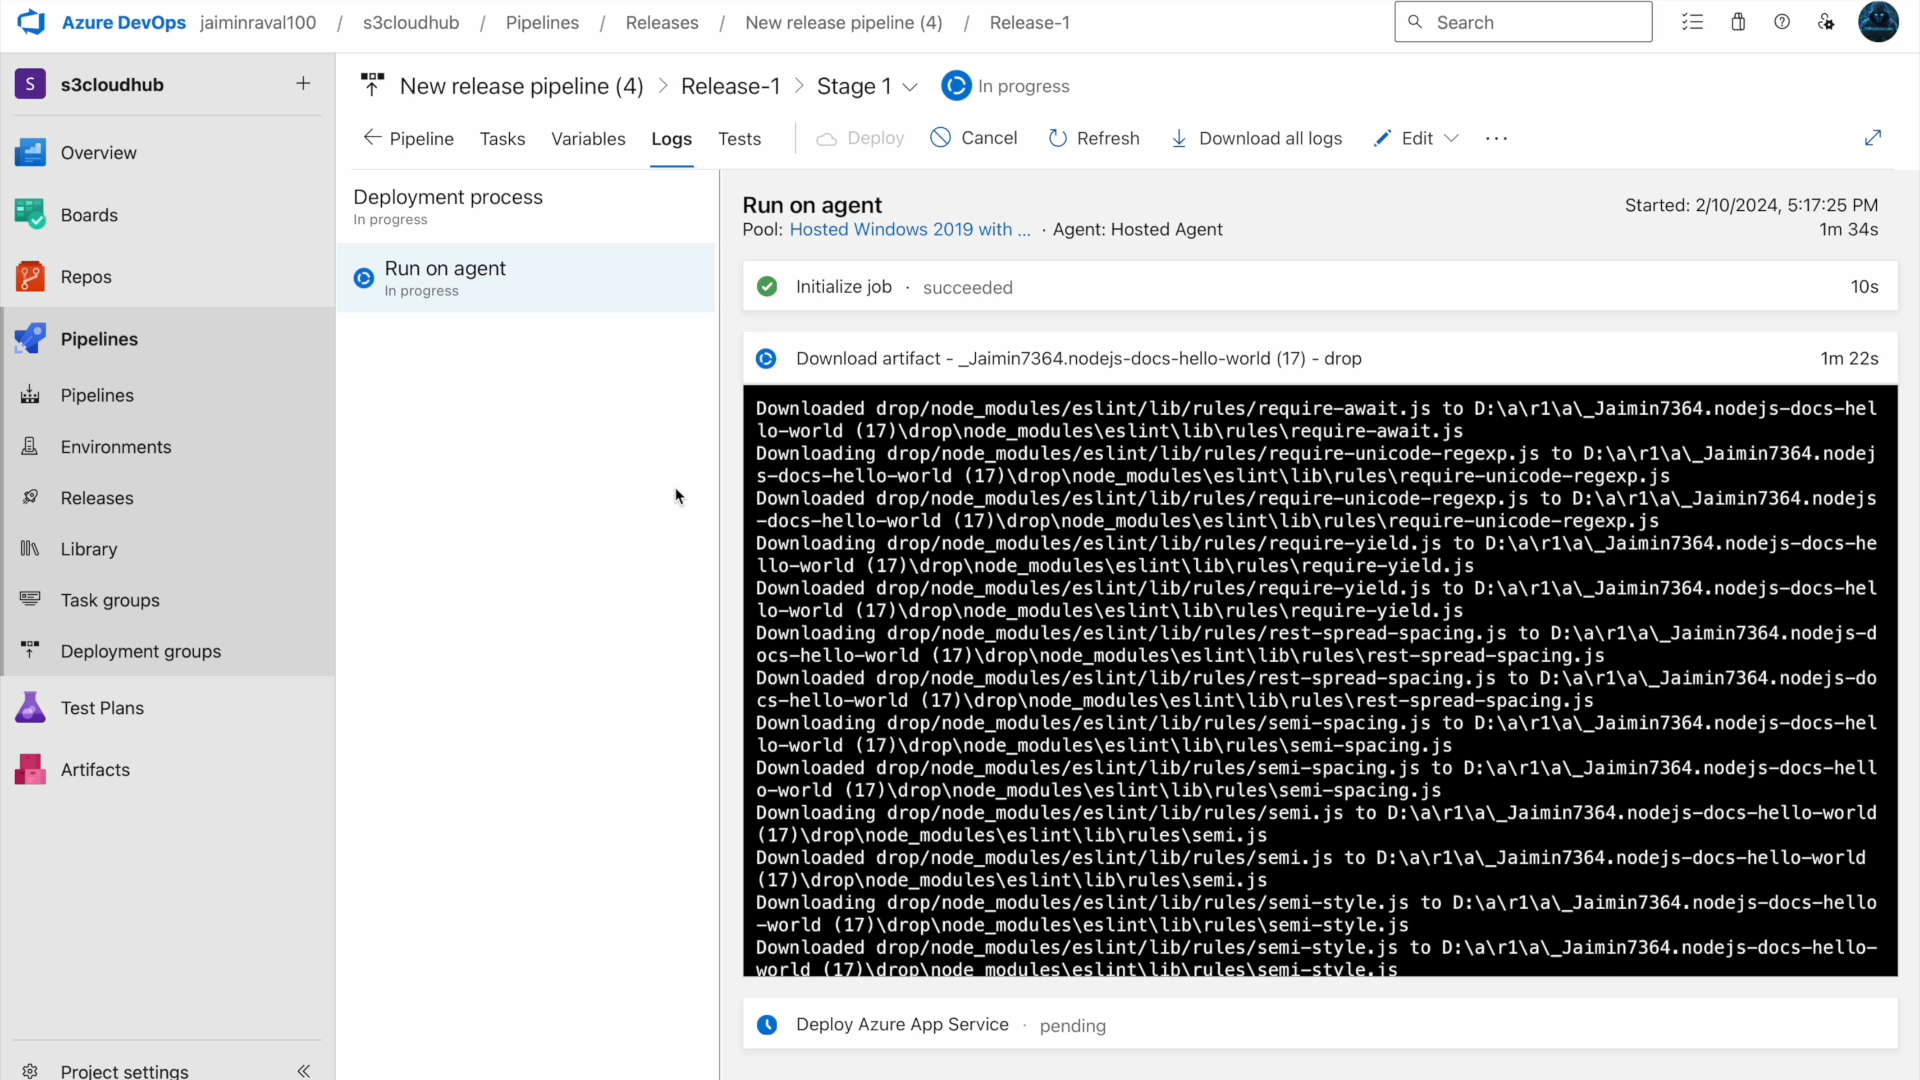 Azure DevOps jaiminraval100 / s3cloudhub / Pipelines / Releases / New release pipeline (4) / Release-1
Search
S s3cloudhub +
Overview
Boards
Repos
Pipelines
Pipelines
Environments
Releases
Library
Task groups
Deployment groups
Test Plans
Artifacts
Project settings
New release pipeline (4) > Release-1 > Stage 1 In progress
Pipeline Tasks Variables Logs Tests Deploy Cancel Refresh Download all logs Edit ...
Deployment process
In progress
Run on agent
In progress
Run on agent
Pool: Hosted Windows 2019 with ... · Agent: Hosted Agent
Started: 2/10/2024, 5:17:25 PM
1m 34s
Initialize job · succeeded 10s
Download artifact - _Jaimin7364.nodejs-docs-hello-world (17) - drop 1m 22s
Downloaded drop/node_modules/eslint/lib/rules/require-await.js to D:\a\r1\a\_Jaimin7364.nodejs-docs-hel
lo-world (17)\drop\node_modules\eslint\lib\rules\require-await.js
Downloading drop/node_modules/eslint/lib/rules/require-unicode-regexp.js to D:\a\r1\a\_Jaimin7364.nodej
s-docs-hello-world (17)\drop\node_modules\eslint\lib\rules\require-unicode-regexp.js
Downloaded drop/node_modules/eslint/lib/rules/require-unicode-regexp.js to D:\a\r1\a\_Jaimin7364.nodejs
-docs-hello-world (17)\drop\node_modules\eslint\lib\rules\require-unicode-regexp.js
Downloading drop/node_modules/eslint/lib/rules/require-yield.js to D:\a\r1\a\_Jaimin7364.nodejs-docs-he
llo-world (17)\drop\node_modules\eslint\lib\rules\require-yield.js
Downloaded drop/node_modules/eslint/lib/rules/require-yield.js to D:\a\r1\a\_Jaimin7364.nodejs-docs-hel
lo-world (17)\drop\node_modules\eslint\lib\rules\require-yield.js
Downloading drop/node_modules/eslint/lib/rules/rest-spread-spacing.js to D:\a\r1\a\_Jaimin7364.nodejs-d
ocs-hello-world (17)\drop\node_modules\eslint\lib\rules\rest-spread-spacing.js
Downloaded drop/node_modules/eslint/lib/rules/rest-spread-spacing.js to D:\a\r1\a\_Jaimin7364.nodejs-do
cs-hello-world (17)\drop\node_modules\eslint\lib\rules\rest-spread-spacing.js
Downloading drop/node_modules/eslint/lib/rules/semi-spacing.js to D:\a\r1\a\_Jaimin7364.nodejs-docs-hel
lo-world (17)\drop\node_modules\eslint\lib\rules\semi-spacing.js
Downloaded drop/node_modules/eslint/lib/rules/semi-spacing.js to D:\a\r1\a\_Jaimin7364.nodejs-docs-hell
o-world (17)\drop\node_modules\eslint\lib\rules\semi-spacing.js
Downloading drop/node_modules/eslint/lib/rules/semi.js to D:\a\r1\a\_Jaimin7364.nodejs-docs-hello-world
(17)\drop\node_modules\eslint\lib\rules\semi.js
Downloaded drop/node_modules/eslint/lib/rules/semi.js to D:\a\r1\a\_Jaimin7364.nodejs-docs-hello-world
(17)\drop\node_modules\eslint\lib\rules\semi.js
Downloading drop/node_modules/eslint/lib/rules/semi-style.js to D:\a\r1\a\_Jaimin7364.nodejs-docs-hello
-world (17)\drop\node_modules\eslint\lib\rules\semi-style.js
Downloaded drop/node_modules/eslint/lib/rules/semi-style.js to D:\a\r1\a\_Jaimin7364.nodejs-docs-hello-
world (17)\drop\node_modules\eslint\lib\rules\semi-style.js
Deploy Azure App Service · pending